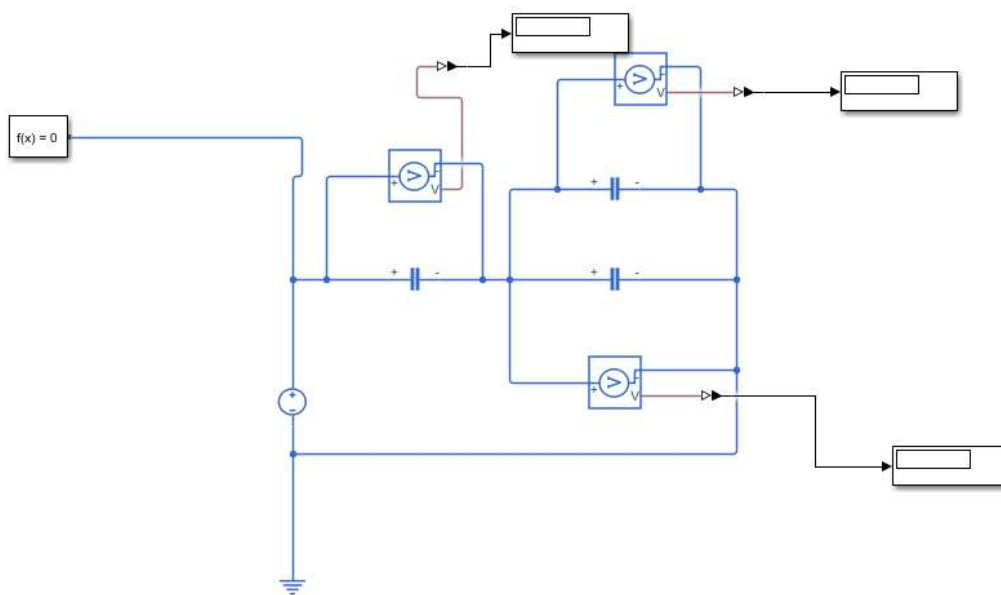 f(x) = 0
+
V
+
V
+
V
+ -
+ -
+ -
+
-